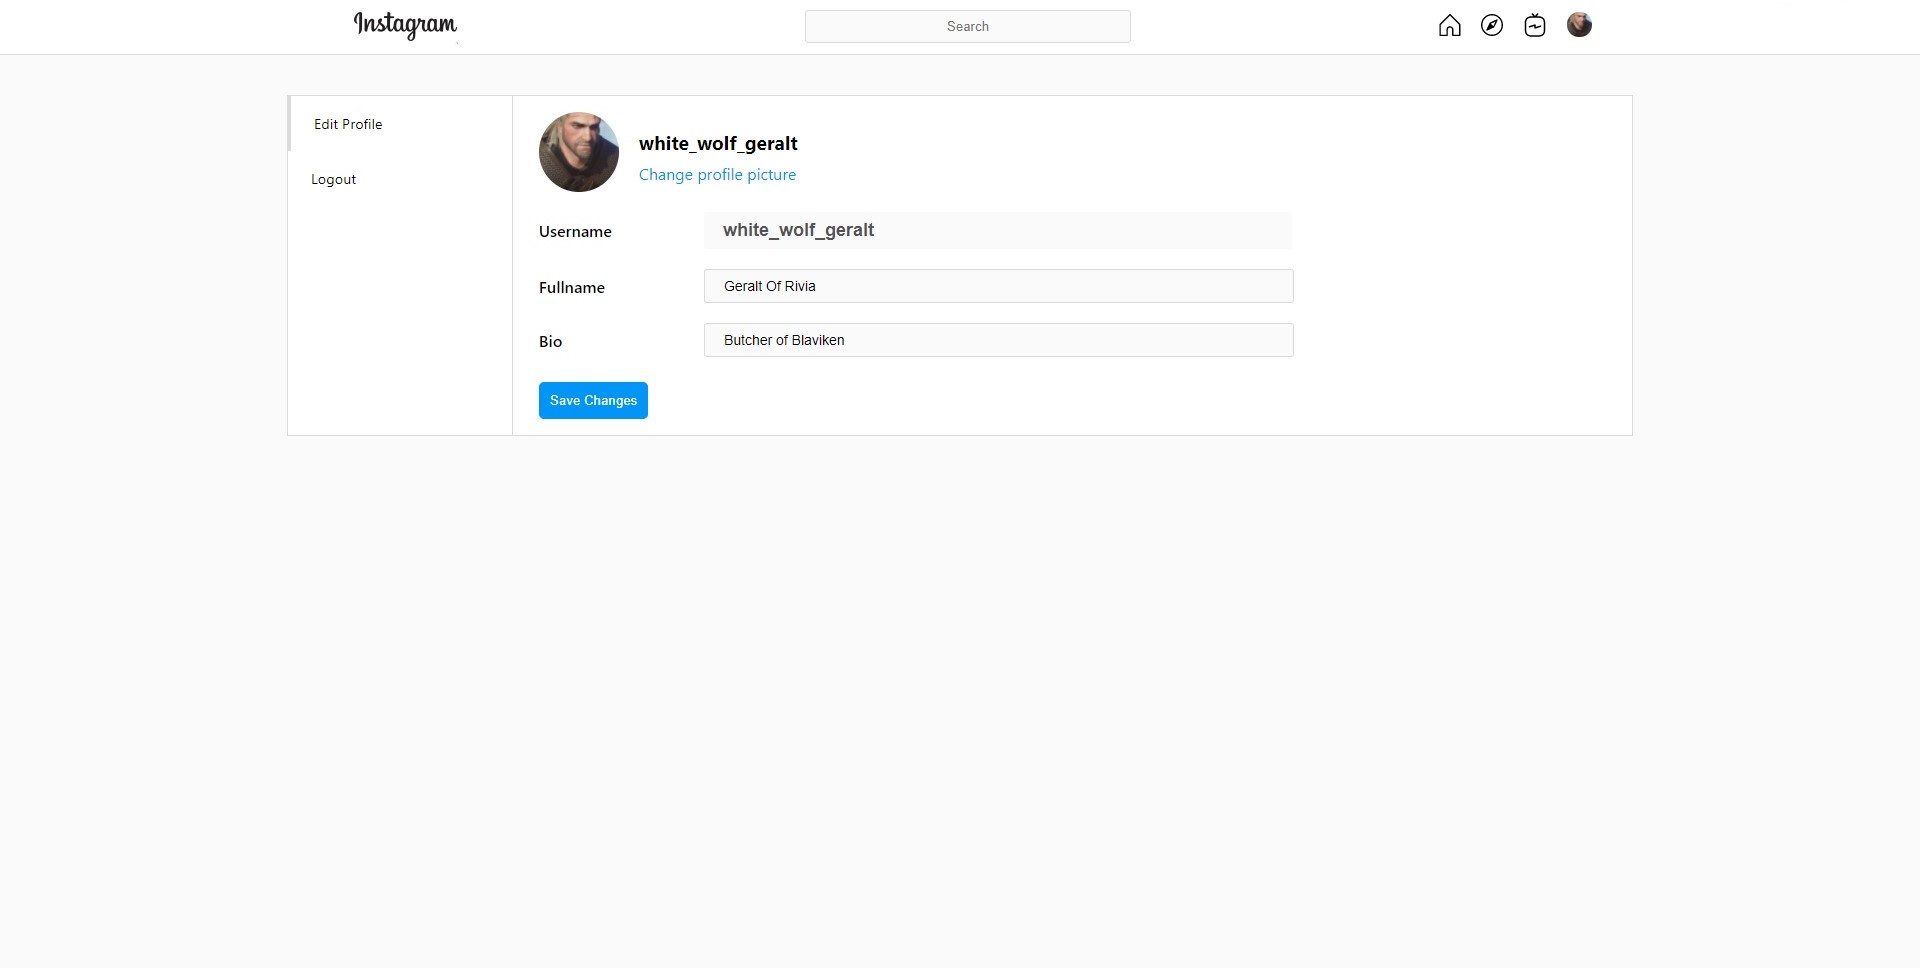 Instagram
Search
Edit Profile
Logout
white_wolf_geralt
Change profile picture
Username
white_wolf_geralt
Fullname
Geralt Of Rivia
Bio
Butcher of Blaviken
Save Changes